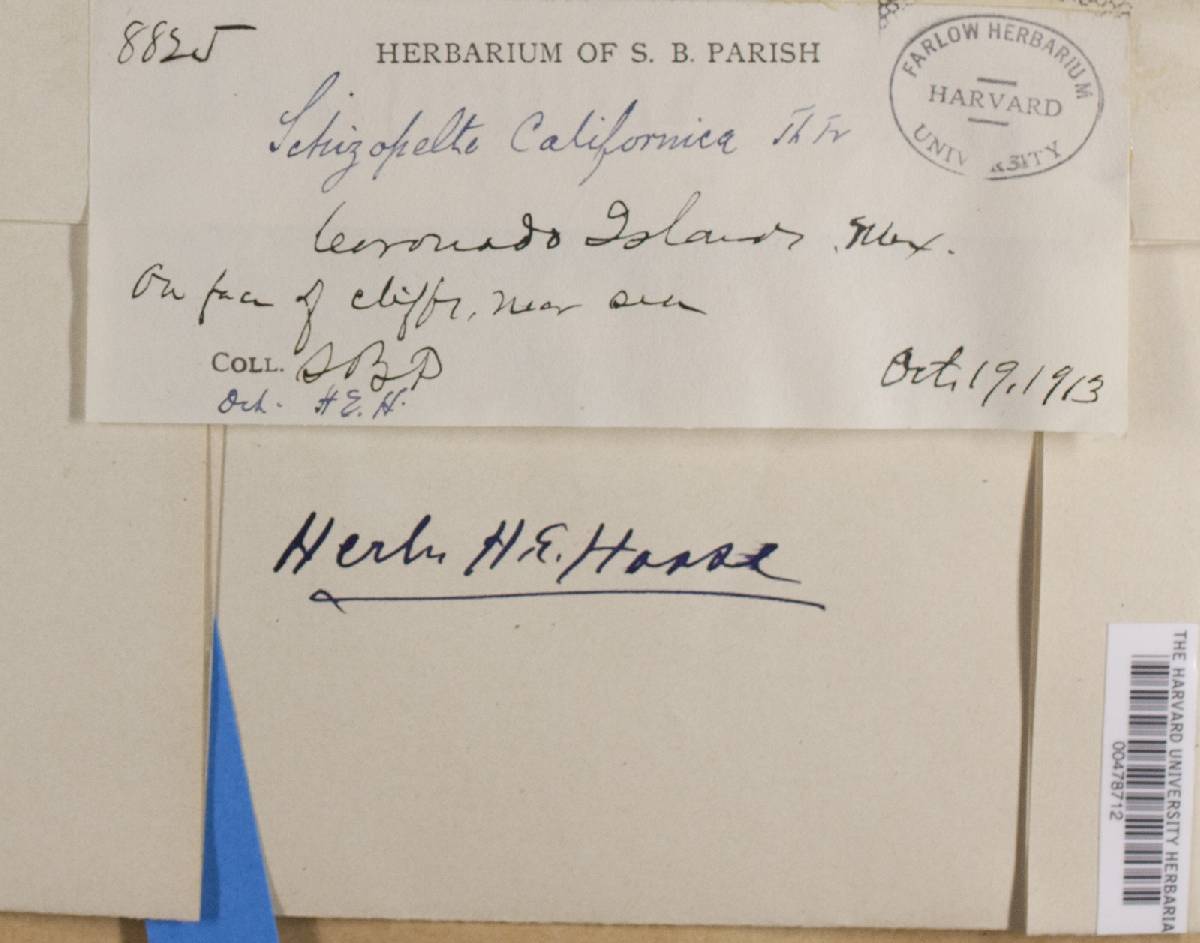 8825
HERBARIUM OF S. B. PARISH
FARLOW HERBARIUM
HARVARD
UNIVERSITY
Schizopelte Californica Th Fr
Coronado Islands Mex.
On face of cliffs, near sea
COLL. SBP
Oct. 19, 1913
H E. H.
Herb. H.E. Hasse
THE HARVARD UNIVERSITY HERBARIA
00478712